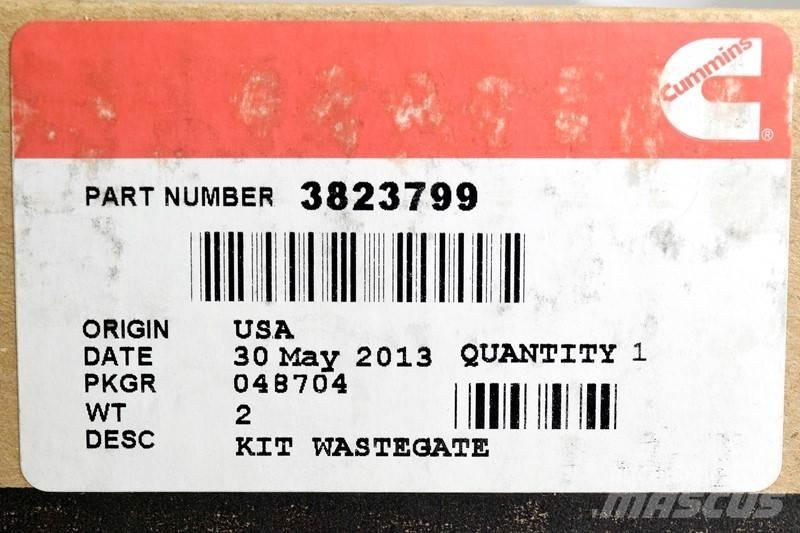 Cummins
®
PART NUMBER 3823799
ORIGIN USA
DATE 30 May 2013 QUANTITY 1
PKGR 048704
WT 2
DESC KIT WASTEGATE
MASCUS